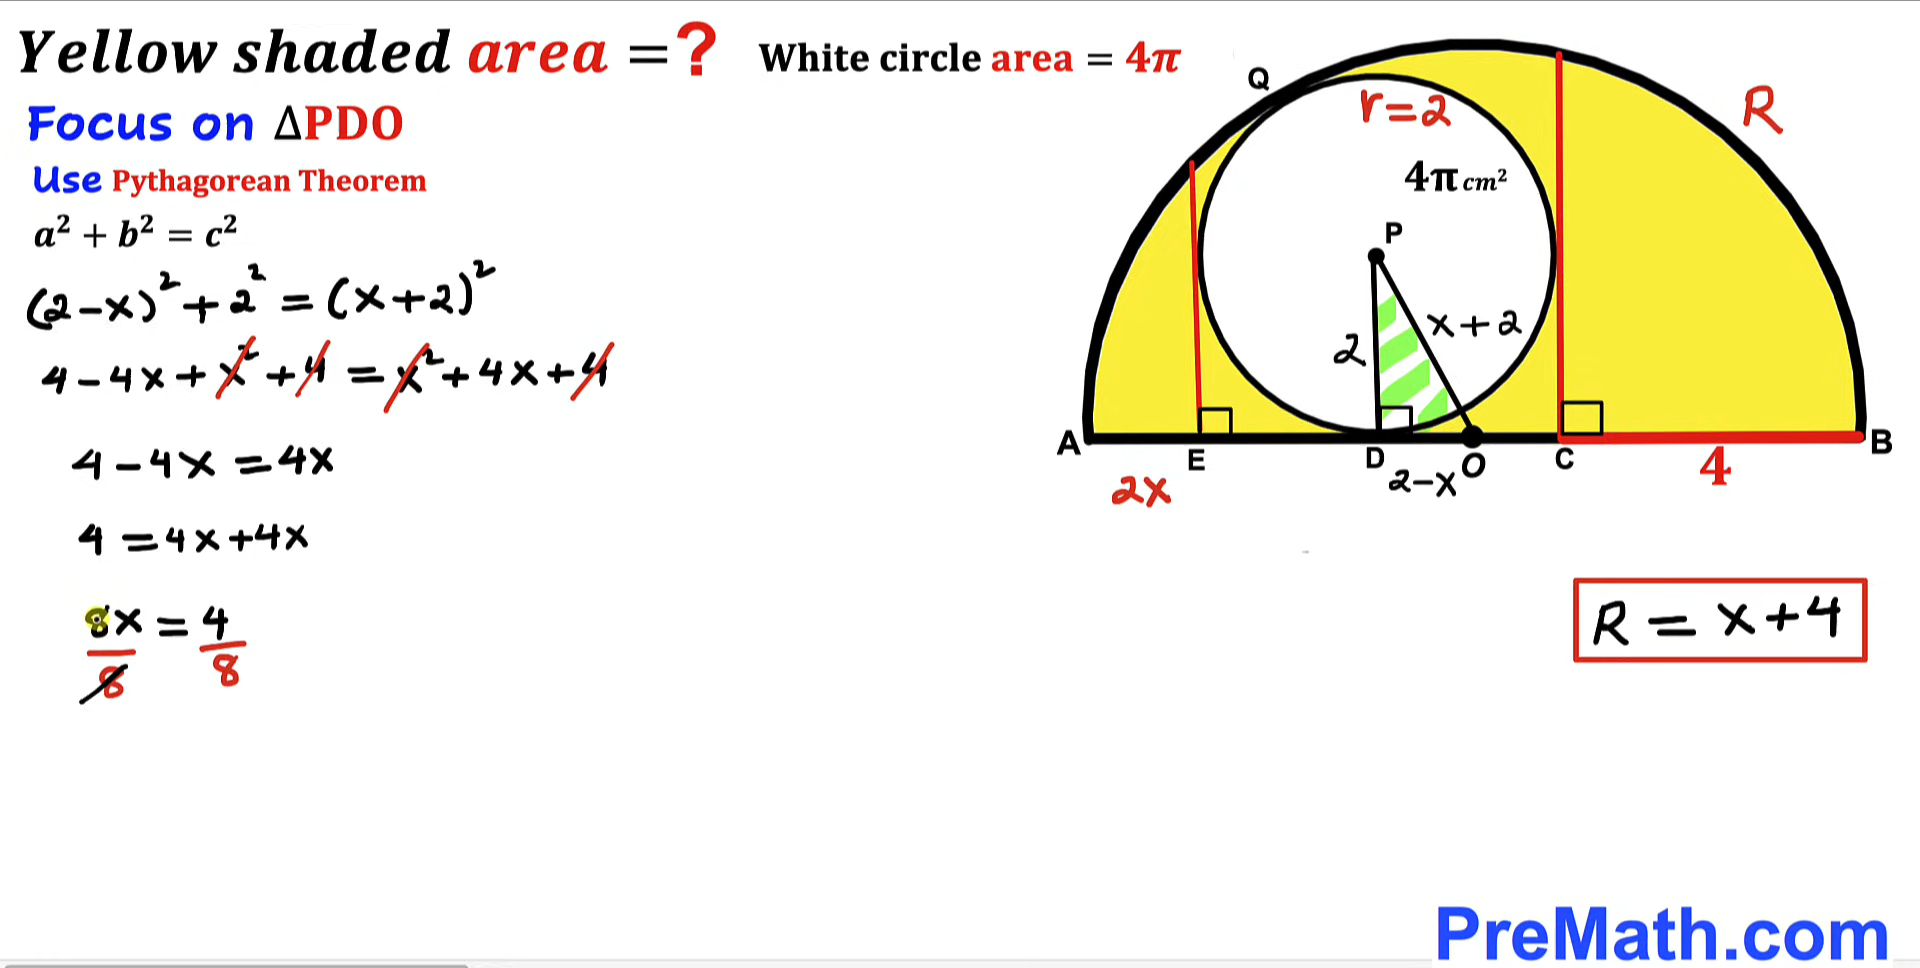 Yellow shaded area =?
White circle area = 4π
Focus on ΔPDO
Use Pythagorean Theorem
a² + b² = c²
(2-x)² + 2² = (x+2)²
4 - 4x + x² + 4 = x² + 4x + 4
4 - 4x = 4x
4 = 4x + 4x
8x = 4
8 8
Q
r=2
R
4π cm²
P
x+2
2
A
E
D
O
C
B
2x
2-x
4
R = x+4
PreMath.com